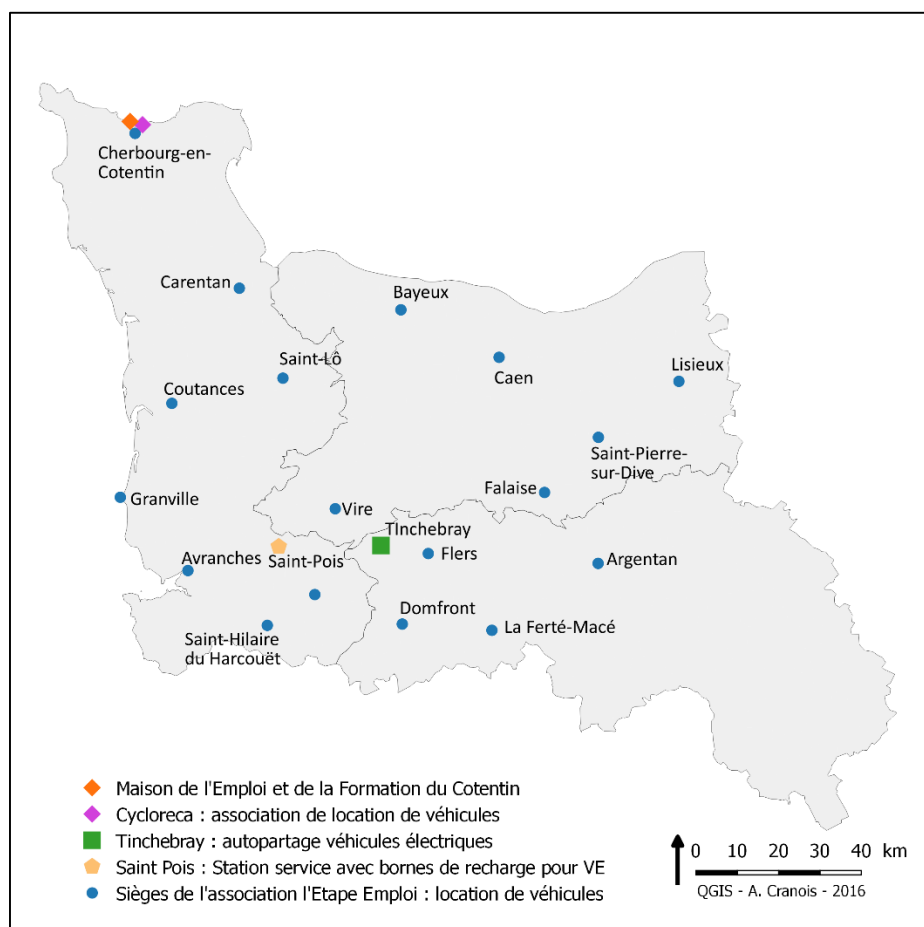 Cherbourg-en-
Cotentin
Carentan
Bayeux
Saint-Lô
Caen
Lisieux
Coutances
Saint-Pierre-
sur-Dive
Falaise
Granville
Vire
TInchebray
Avranches
Saint-Pois
Flers
Argentan
Domfront
La Ferté-Macé
Saint-Hilaire
du Harcouët
Maison de l'Emploi et de la Formation du Cotentin
Cycloreca : association de location de véhicules
Tinchebray : autopartage véhicules électriques
Saint Pois : Station service avec bornes de recharge pour VE
Sièges de l'association l'Etape Emploi : location de véhicules
0 10 20 30 40 km
QGIS - A. Cranois - 2016